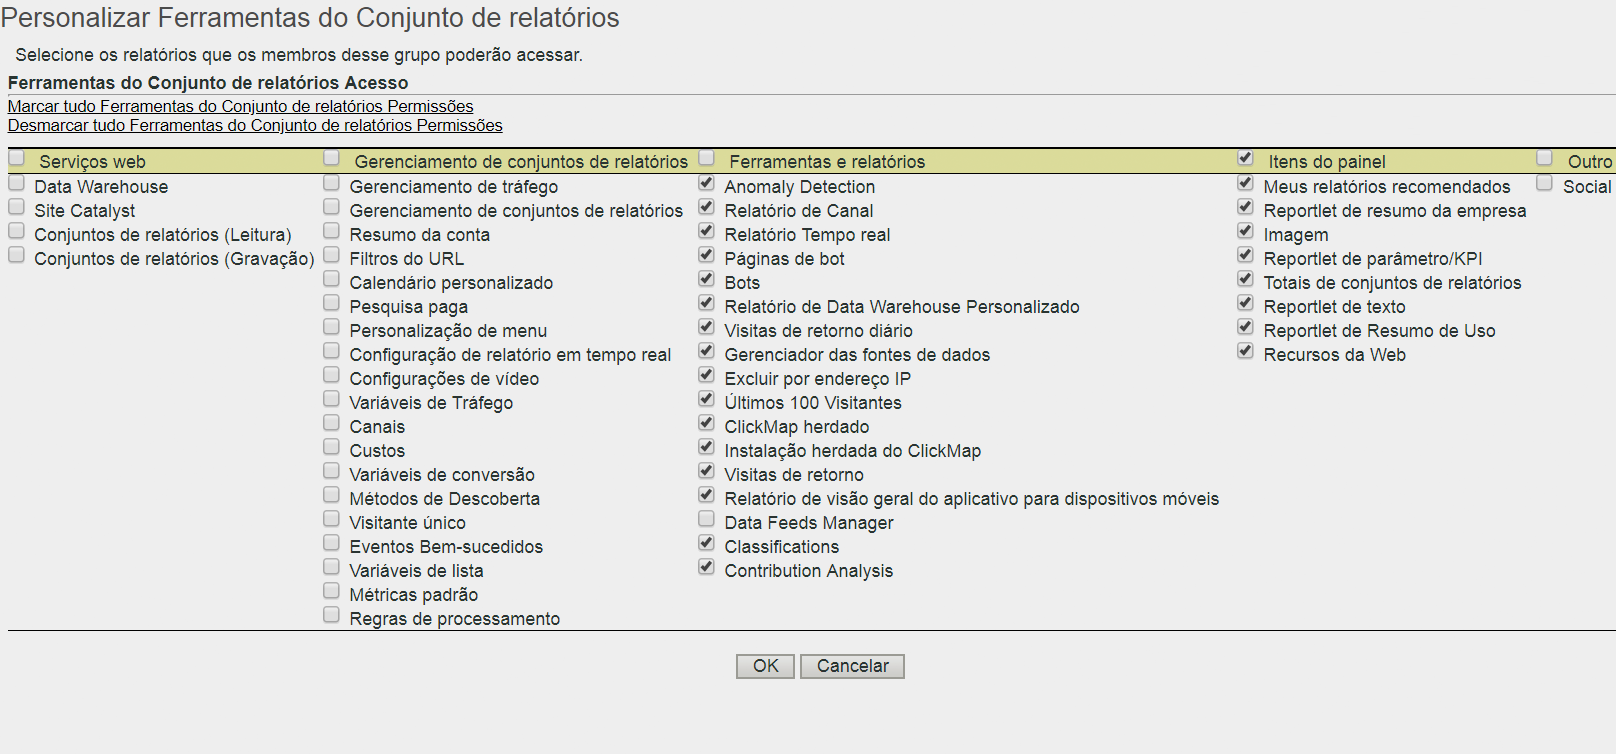 Personalizar Ferramentas do Conjunto de relatórios
Selecione os relatórios que os membros desse grupo poderão acessar.
Ferramentas do Conjunto de relatórios Acesso
Marcar tudo Ferramentas do Conjunto de relatórios Permissões
Desmarcar tudo Ferramentas do Conjunto de relatórios Permissões
Serviços web
Data Warehouse
Site Catalyst
Conjuntos de relatórios (Leitura)
Conjuntos de relatórios (Gravação)
Gerenciamento de conjuntos de relatórios
Gerenciamento de tráfego
Gerenciamento de conjuntos de relatórios
Resumo da conta
Filtros do URL
Calendário personalizado
Pesquisa paga
Personalização de menu
Configuração de relatório em tempo real
Configurações de vídeo
Variáveis de Tráfego
Canais
Custos
Variáveis de conversão
Métodos de Descoberta
Visitante único
Eventos Bem-sucedidos
Variáveis de lista
Métricas padrão
Regras de processamento
Ferramentas e relatórios
Anomaly Detection
Relatório de Canal
Relatório Tempo real
Páginas de bot
Bots
Relatório de Data Warehouse Personalizado
Visitas de retorno diário
Gerenciador das fontes de dados
Excluir por endereço IP
Últimos 100 Visitantes
ClickMap herdado
Instalação herdada do ClickMap
Visitas de retorno
Relatório de visão geral do aplicativo para dispositivos móveis
Data Feeds Manager
Classifications
Contribution Analysis
Itens do painel
Meus relatórios recomendados
Reportlet de resumo da empresa
Imagem
Reportlet de parâmetro/KPI
Totais de conjuntos de relatórios
Reportlet de texto
Reportlet de Resumo de Uso
Recursos da Web
Outro
Social
OK
Cancelar